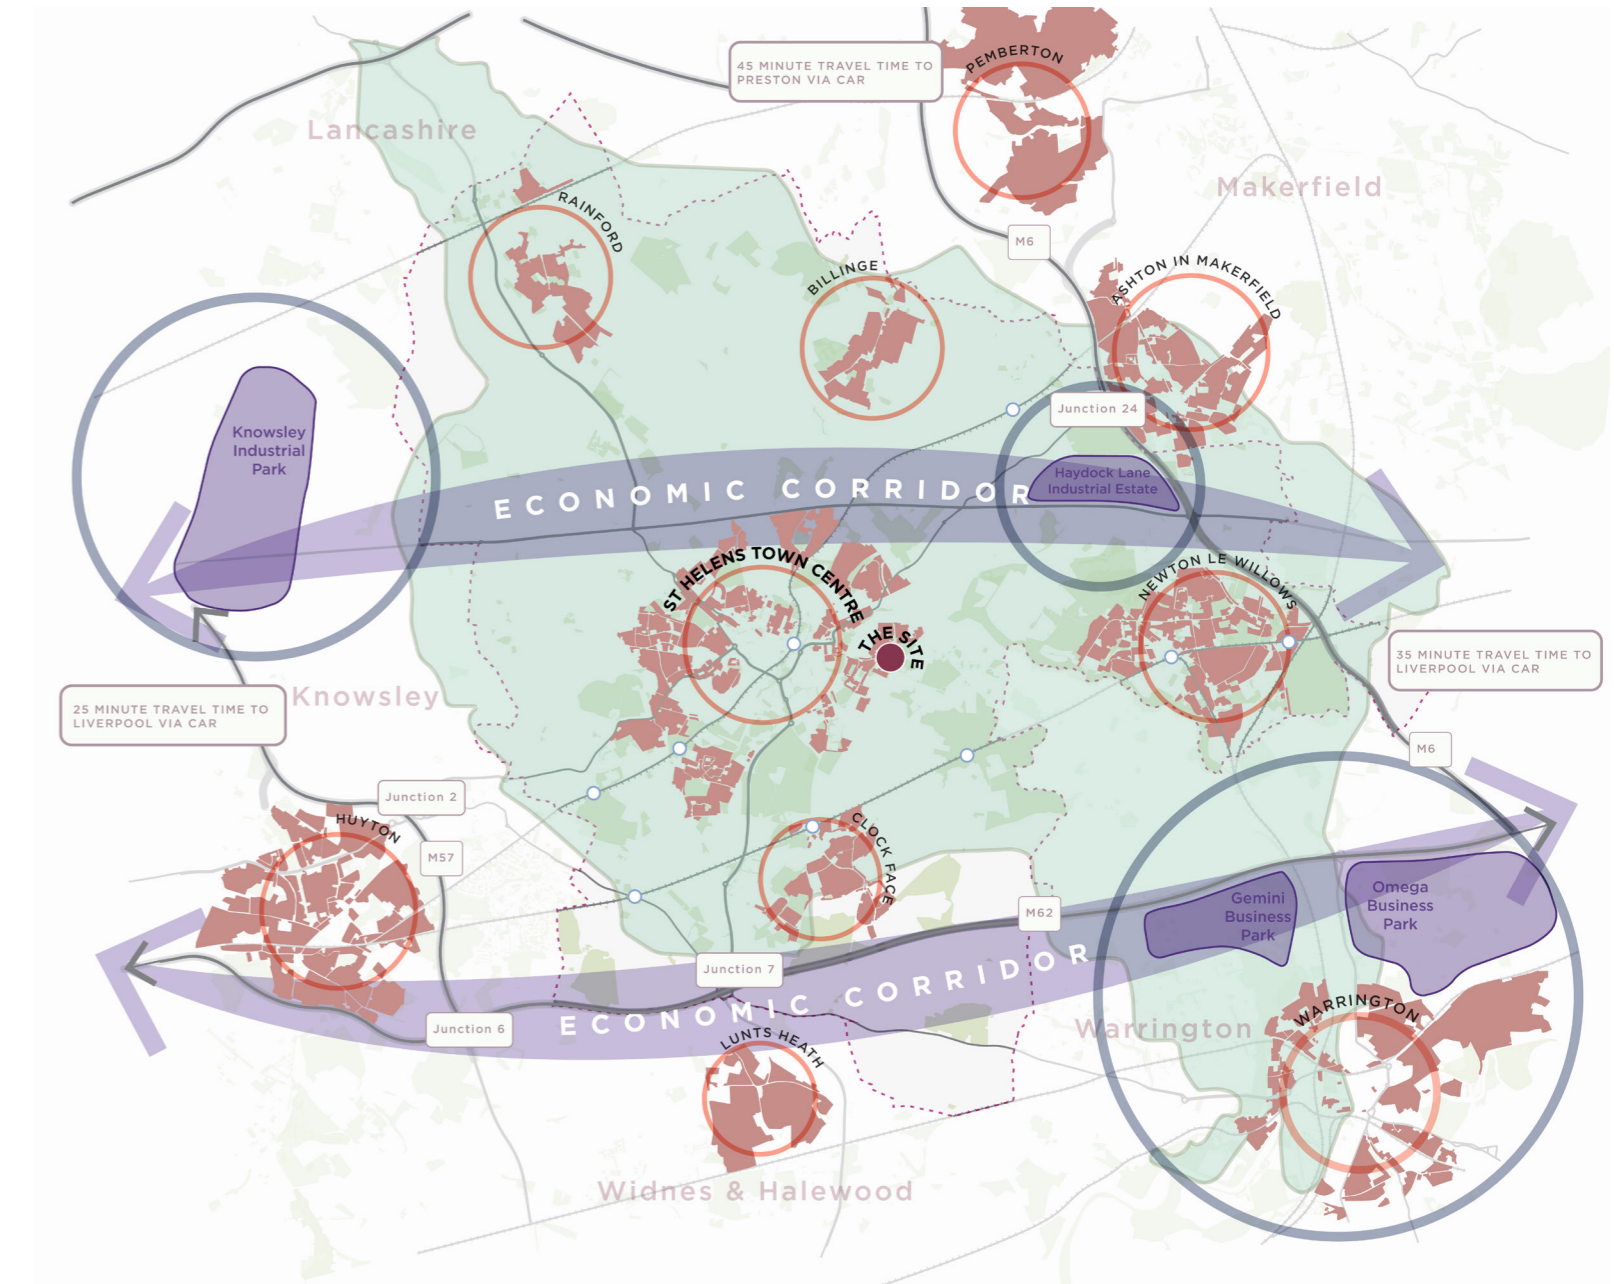 45 MINUTE TRAVEL TIME TO
PRESTON VIA CAR
PEMBERTON
Lancashire
Makerfield
RAINFORD
M6
BILLINGE
ASHTON IN MAKERFIELD
Junction 24
Knowsley
Industrial
Park
Haydock Lane
Industrial Estate
ECONOMIC CORRIDOR
ST HELENS TOWN CENTRE
NEWTON LE WILLOWS
THE SITE
35 MINUTE TRAVEL TIME TO
LIVERPOOL VIA CAR
Knowsley
25 MINUTE TRAVEL TIME TO
LIVERPOOL VIA CAR
M6
Junction 2
HUYTON
CLOCK FACE
M57
Gemini
Business
Park
Omega
Business
Park
M62
Junction 7
ECONOMIC CORRIDOR
Junction 6
WARRINGTON
Warrington
LUNTS HEATH
Widnes & Halewood